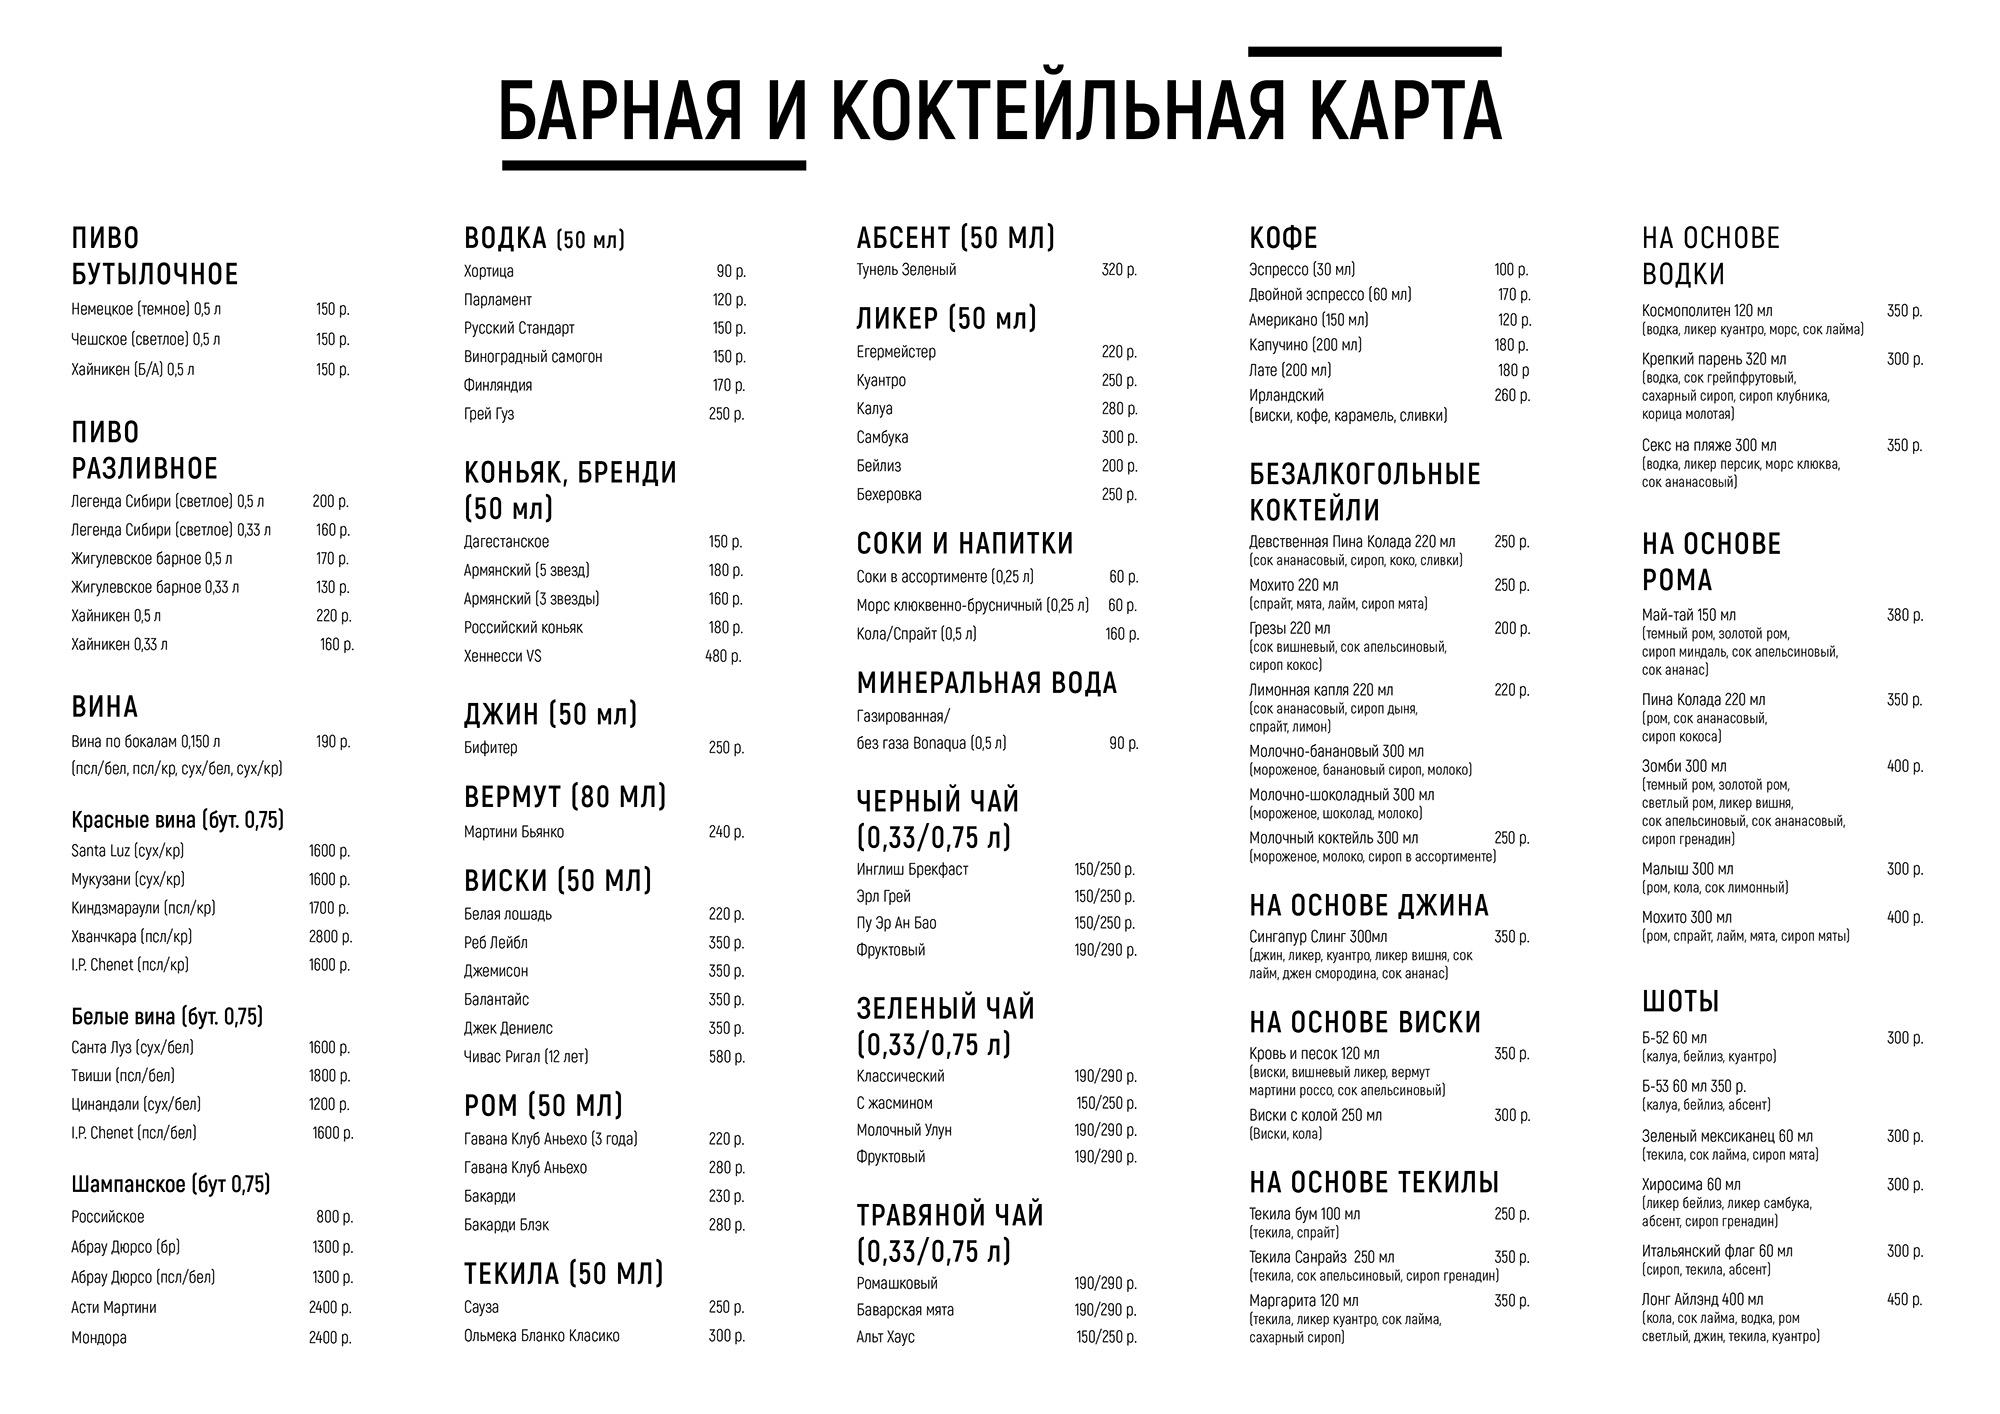 БАРНАЯ И КОКТЕЙЛЬНАЯ КАРТА
ПИВО
БУТЫЛОЧНОЕ
Немецкое (темное) 0,5 л 150 р.
Чешское (светлое) 0,5 л 150 р.
Хайникен (Б/А) 0,5 л 150 р.
ПИВО
РАЗЛИВНОЕ
Легенда Сибири (светлое) 0,5 л 200 р.
Легенда Сибири (светлое) 0,33 л 160 р.
Жигулевское барное 0,5 л 170 р.
Жигулевское барное 0,33 л 130 р.
Хайникен 0,5 л 220 р.
Хайникен 0,33 л 160 р.
ВИНА
Вина по бокалам 0,150 л 190 р.
(псл/бел, псл/кр, сух/бел, сух/кр)
Красные вина (бут. 0,75)
Santa Luz (сух/кр) 1600 р.
Мукузани (сух/кр) 1600 р.
Киндзмараули (псл/кр) 1700 р.
Хванчкара (псл/кр) 2800 р.
I.P. Chenet (псл/кр) 1600 р.
Белые вина (бут. 0,75)
Санта Луз (сух/бел) 1600 р.
Твиши (псл/бел) 1800 р.
Цинандали (сух/бел) 1200 р.
I.P. Chenet (псл/бел) 1600 р.
Шампанское (бут 0,75)
Российское 800 р.
Абрау Дюрсо (бр) 1300 р.
Абрау Дюрсо (псл/бел) 1300 р.
Асти Мартини 2400 р.
Мондора 2400 р.
ВОДКА (50 мл)
Хортица 90 р.
Парламент 120 р.
Русский Стандарт 150 р.
Виноградный самогон 150 р.
Финляндия 170 р.
Грей Гуз 250 р.
КОНЬЯК, БРЕНДИ
(50 мл)
Дагестанское 150 р.
Армянский (5 звезд) 180 р.
Армянский (3 звезды) 160 р.
Российский коньяк 180 р.
Хеннесси VS 480 р.
ДЖИН (50 мл)
Бифитер 250 р.
ВЕРМУТ (80 МЛ)
Мартини Бьянко 240 р.
ВИСКИ (50 МЛ)
Белая лошадь 220 р.
Реб Лейбл 350 р.
Джемисон 350 р.
Балантайс 350 р.
Джек Дениелс 350 р.
Чивас Ригал (12 лет) 580 р.
РОМ (50 МЛ)
Гавана Клуб Аньехо (3 года) 220 р.
Гавана Клуб Аньехо 280 р.
Бакарди 230 р.
Бакарди Блэк 280 р.
ТЕКИЛА (50 МЛ)
Сауза 250 р.
Ольмека Бланко Класико 300 р.
АБСЕНТ (50 МЛ)
Тунель Зеленый 320 р.
ЛИКЕР (50 мл)
Егермейстер 220 р.
Куантро 250 р.
Калуа 280 р.
Самбука 300 р.
Бейлиз 200 р.
Бехеровка 250 р.
СОКИ И НАПИТКИ
Соки в ассортименте (0,25 л) 60 р.
Морс клюквенно-брусничный (0,25 л) 60 р.
Кола/Спрайт (0,5 л) 160 р.
МИНЕРАЛЬНАЯ ВОДА
Газированная/
без газа Bonaqua (0,5 л) 90 р.
ЧЕРНЫЙ ЧАЙ
(0,33/0,75 л)
Инглиш Брекфаст 150/250 р.
Эрл Грей 150/250 р.
Пу Эр Ан Бао 150/250 р.
Фруктовый 190/290 р.
ЗЕЛЕНЫЙ ЧАЙ
(0,33/0,75 л)
Классический 190/290 р.
С жасмином 150/250 р.
Молочный Улун 190/290 р.
Фруктовый 190/290 р.
ТРАВЯНОЙ ЧАЙ
(0,33/0,75 л)
Ромашковый 190/290 р.
Баварская мята 190/290 р.
Альт Хаус 150/250 р.
КОФЕ
Эспрессо (30 мл) 100 р.
Двойной эспрессо (60 мл) 170 р.
Американо (150 мл) 120 р.
Капучино (200 мл) 180 р.
Лате (200 мл) 180 р
Ирландский 260 р.
(виски, кофе, карамель, сливки)
БЕЗАЛКОГОЛЬНЫЕ
КОКТЕЙЛИ
Девственная Пина Колада 220 мл 250 р.
(сок ананасовый, сироп, коко, сливки)
Мохито 220 мл 250 р.
(спрайт, мята, лайм, сироп мята)
Грезы 220 мл 200 р.
(сок вишневый, сок апельсиновый,
сироп кокос)
Лимонная капля 220 мл 220 р.
(сок ананасовый, сироп дыня,
спрайт, лимон)
Молочно-банановый 300 мл
(мороженое, банановый сироп, молоко)
Молочно-шоколадный 300 мл
(мороженое, шоколад, молоко)
Молочный коктейль 300 мл 250 р.
(мороженое, молоко, сироп в ассортименте)
НА ОСНОВЕ ДЖИНА
Сингапур Слинг 300мл 350 р.
(джин, ликер, куантро, ликер вишня, сок
лайм, джен смородина, сок ананас)
НА ОСНОВЕ ВИСКИ
Кровь и песок 120 мл 350 р.
(виски, вишневый ликер, вермут
мартини россо, сок апельсиновый)
Виски с колой 250 мл 300 р.
(Виски, кола)
НА ОСНОВЕ ТЕКИЛЫ
Текила бум 100 мл 250 р.
(текила, спрайт)
Текила Санрайз 250 мл 350 р.
(текила, сок апельсиновый, сироп гренадин)
Маргарита 120 мл 350 р.
(текила, ликер куантро, сок лайма,
сахарный сироп)
НА ОСНОВЕ
ВОДКИ
Космополитен 120 мл 350 р.
(водка, ликер куантро, морс, сок лайма)
Крепкий парень 320 мл 300 р.
(водка, сок грейпфрутовый,
сахарный сироп, сироп клубника,
корица молотая)
Секс на пляже 300 мл 350 р.
(водка, ликер персик, морс клюква,
сок ананасовый)
НА ОСНОВЕ
РОМА
Май-тай 150 мл 380 р.
(темный ром, золотой ром,
сироп миндаль, сок апельсиновый,
сок ананас)
Пина Колада 220 мл 350 р.
(ром, сок ананасовый,
сироп кокоса)
Зомби 300 мл 400 р.
(темный ром, золотой ром,
светлый ром, ликер вишня,
сок апельсиновый, сок ананасовый,
сироп гренадин)
Малыш 300 мл 300 р.
(ром, кола, сок лимонный)
Мохито 300 мл 400 р.
(ром, спрайт, лайм, мята, сироп мяты)
ШОТЫ
Б-52 60 мл 300 р.
(калуа, бейлиз, куантро)
Б-53 60 мл 350 р.
(калуа, бейлиз, абсент)
Зеленый мексиканец 60 мл 300 р.
(текила, сок лайма, сироп мята)
Хиросима 60 мл 300 р.
(ликер бейлиз, ликер самбука,
абсент, сироп гренадин)
Итальянский флаг 60 мл 300 р.
(сироп, текила, абсент)
Лонг Айлэнд 400 мл 450 р.
(кола, сок лайма, водка, ром
светлый, джин, текила, куантро)